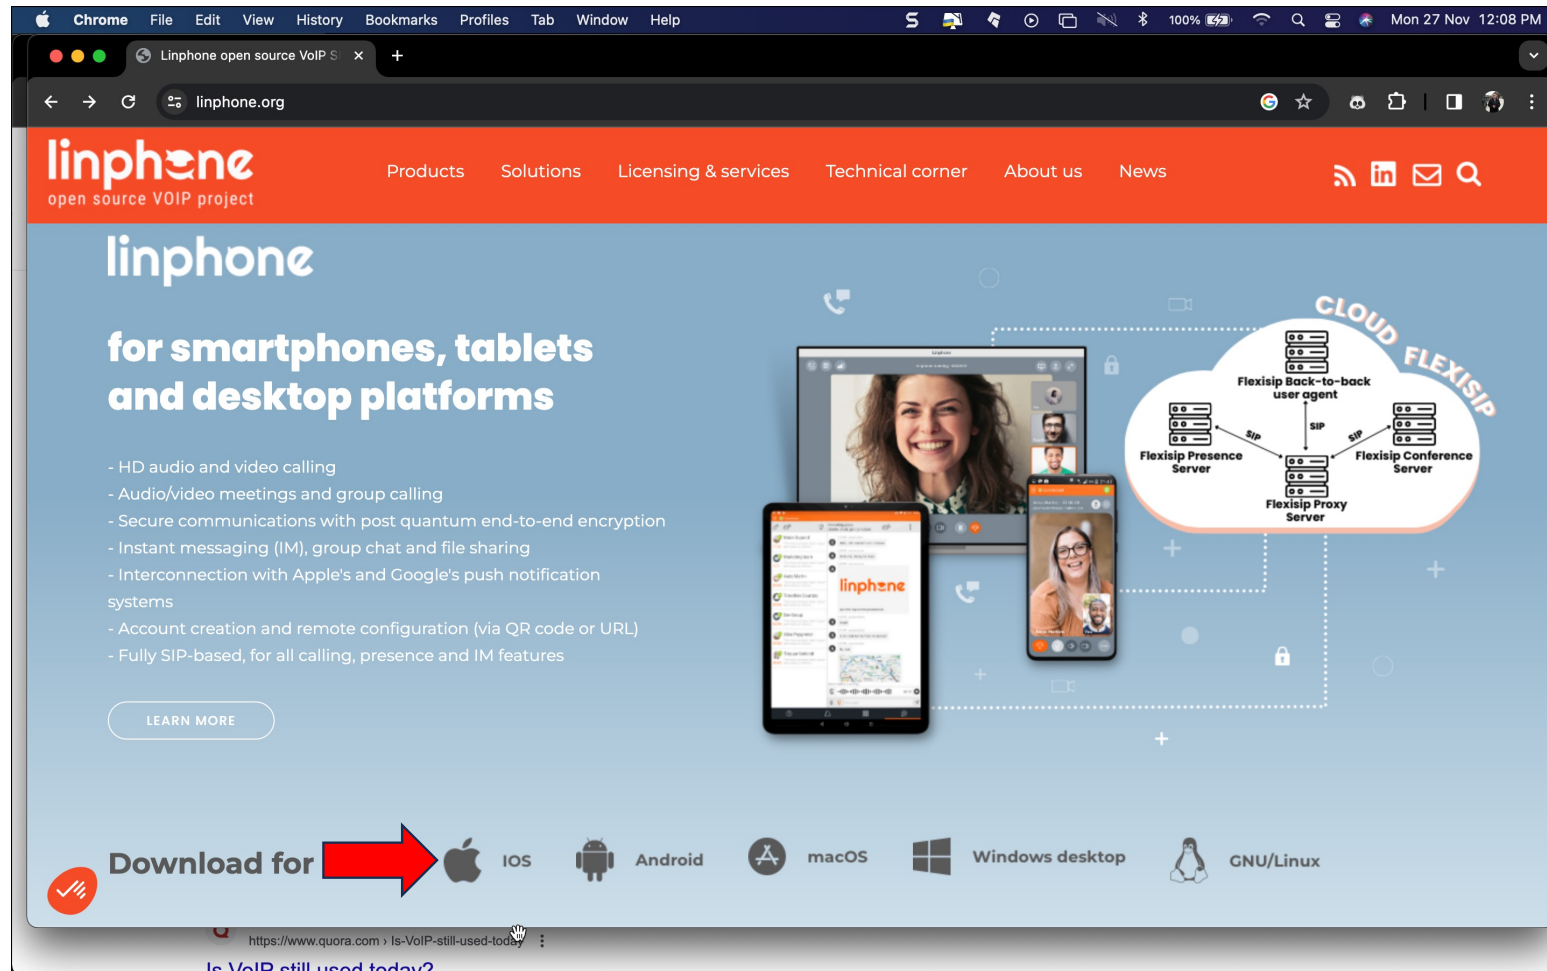 Chrome File Edit View History Bookmarks Profiles Tab Window Help 100% Mon 27 Nov 12:08 PM
Linphone open source VoIP S
linphone.org
linphone
open source VOIP project
Products Solutions Licensing & services Technical corner About us News
linphone
for smartphones, tablets
and desktop platforms
- HD audio and video calling
- Audio/video meetings and group calling
- Secure communications with post quantum end-to-end encryption
- Instant messaging (IM), group chat and file sharing
- Interconnection with Apple's and Google's push notification
systems
- Account creation and remote configuration (via QR code or URL)
- Fully SIP-based, for all calling, presence and IM features
LEARN MORE
CLOUD FLEXISIP
Flexisip Back-to-back
user agent
SIP
SIP
SIP
Flexisip Presence
Server
Flexisip Conference
Server
Flexisip Proxy
Server
linphone
Download for IOS Android macOS Windows desktop GNU/Linux
https://www.quora.com › Is-VoIP-still-used-today
Is VoIP still used today?